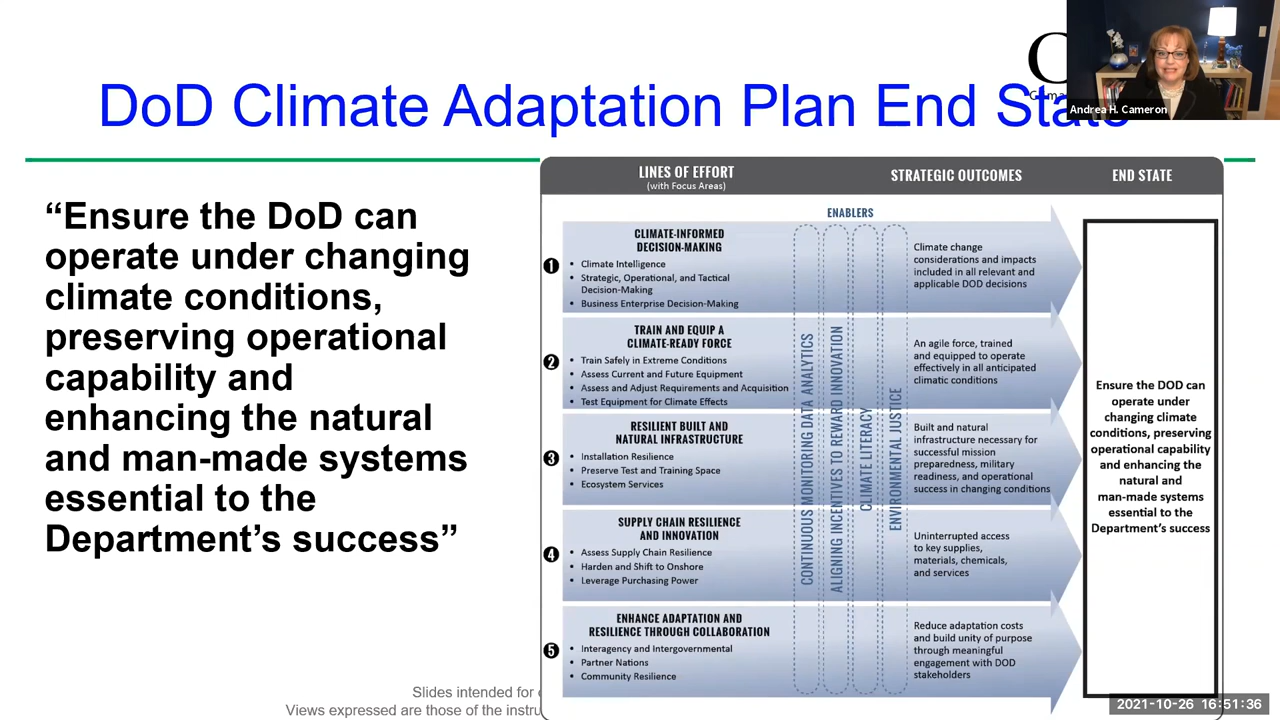 DoD Climate Adaptation Plan End State
Andrea H. Cameron
“Ensure the DoD can
operate under changing
climate conditions,
preserving operational
capability and
enhancing the natural
and man-made systems
essential to the
Department’s success”
LINES OF EFFORT
(with Focus Areas)
STRATEGIC OUTCOMES
END STATE
ENABLERS
1
CLIMATE-INFORMED
DECISION-MAKING
• Climate Intelligence
• Strategic, Operational, and Tactical
Decision-Making
• Business Enterprise Decision-Making
Climate change
considerations and impacts
included in all relevant and
applicable DOD decisions
2
TRAIN AND EQUIP A
CLIMATE-READY FORCE
• Train Safely in Extreme Conditions
• Assess Current and Future Equipment
• Assess and Adjust Requirements and Acquisition
• Test Equipment for Climate Effects
An agile force, trained
and equipped to operate
effectively in all anticipated
climatic conditions
3
RESILIENT BUILT AND
NATURAL INFRASTRUCTURE
• Installation Resilience
• Preserve Test and Training Space
• Ecosystem Services
Built and natural
infrastructure necessary for
successful mission
preparedness, military
readiness, and operational
success in changing conditions
4
SUPPLY CHAIN RESILIENCE
AND INNOVATION
• Assess Supply Chain Resilience
• Harden and Shift to Onshore
• Leverage Purchasing Power
Uninterrupted access
to key supplies,
materials, chemicals,
and services
5
ENHANCE ADAPTATION AND
RESILIENCE THROUGH COLLABORATION
• Interagency and Intergovernmental
• Partner Nations
• Community Resilience
Reduce adaptation costs
and build unity of purpose
through meaningful
engagement with DOD
stakeholders
CONTINUOUS MONITORING DATA ANALYTICS
ALIGNING INCENTIVES TO REWARD INNOVATION
CLIMATE LITERACY
ENVIRONMENTAL JUSTICE
Ensure the DOD can
operate under
changing climate
conditions, preserving
operational capability
and enhancing the
natural and
man-made systems
essential to the
Department’s success
Slides intended for
Views expressed are those of the
2021-10-26 16:51:36